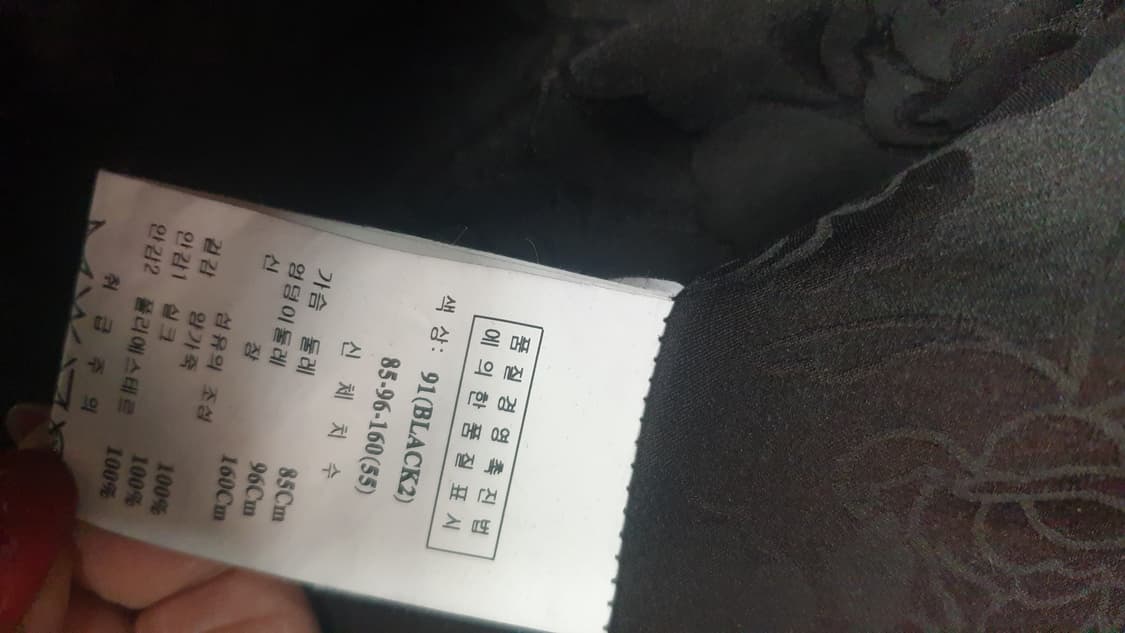 품질경영촉진법
에 의한 품질표시
색 상: 91(BLACK2)
85-96-160(55)
신 체 치 수
가슴 둘레 85Cm
엉덩이둘레 96Cm
신 장 160Cm
섬유의 조성
겉감 양가죽 100%
안감1 실크 100%
안감2 폴리에스테르 100%
취 급 주 의